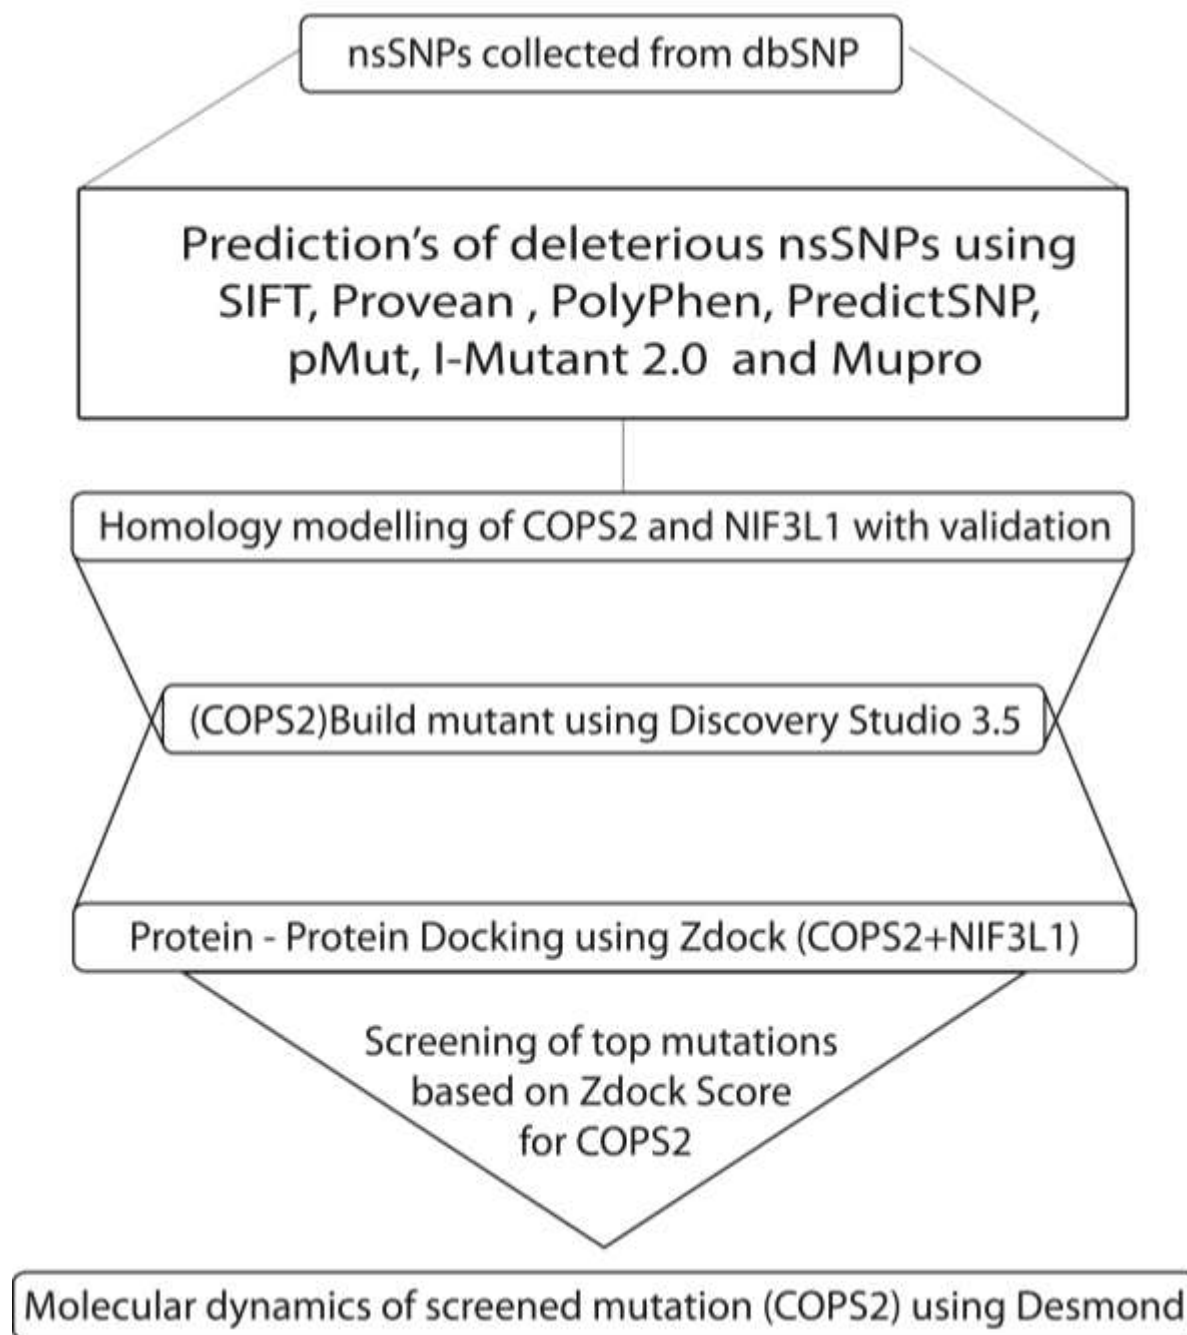 nsSNPs collected from dbSNP
Prediction’s of deleterious nsSNPs using
SIFT, Provean , PolyPhen, PredictSNP,
pMut, I-Mutant 2.0 and Mupro
Homology modelling of COPS2 and NIF3L1 with validation
(COPS2)Build mutant using Discovery Studio 3.5
Protein - Protein Docking using Zdock (COPS2+NIF3L1)
Screening of top mutations
based on Zdock Score
for COPS2
Molecular dynamics of screened mutation (COPS2) using Desmond